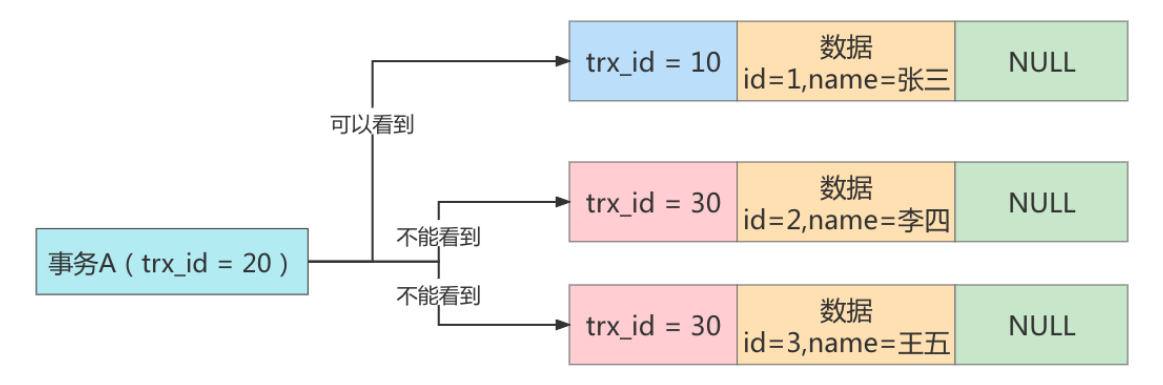 trx_id = 10
数据
id=1,name=张三
NULL
可以看到
trx_id = 30
数据
id=2,name=李四
NULL
不能看到
事务A（trx_id = 20）
不能看到
trx_id = 30
数据
id=3,name=王五
NULL